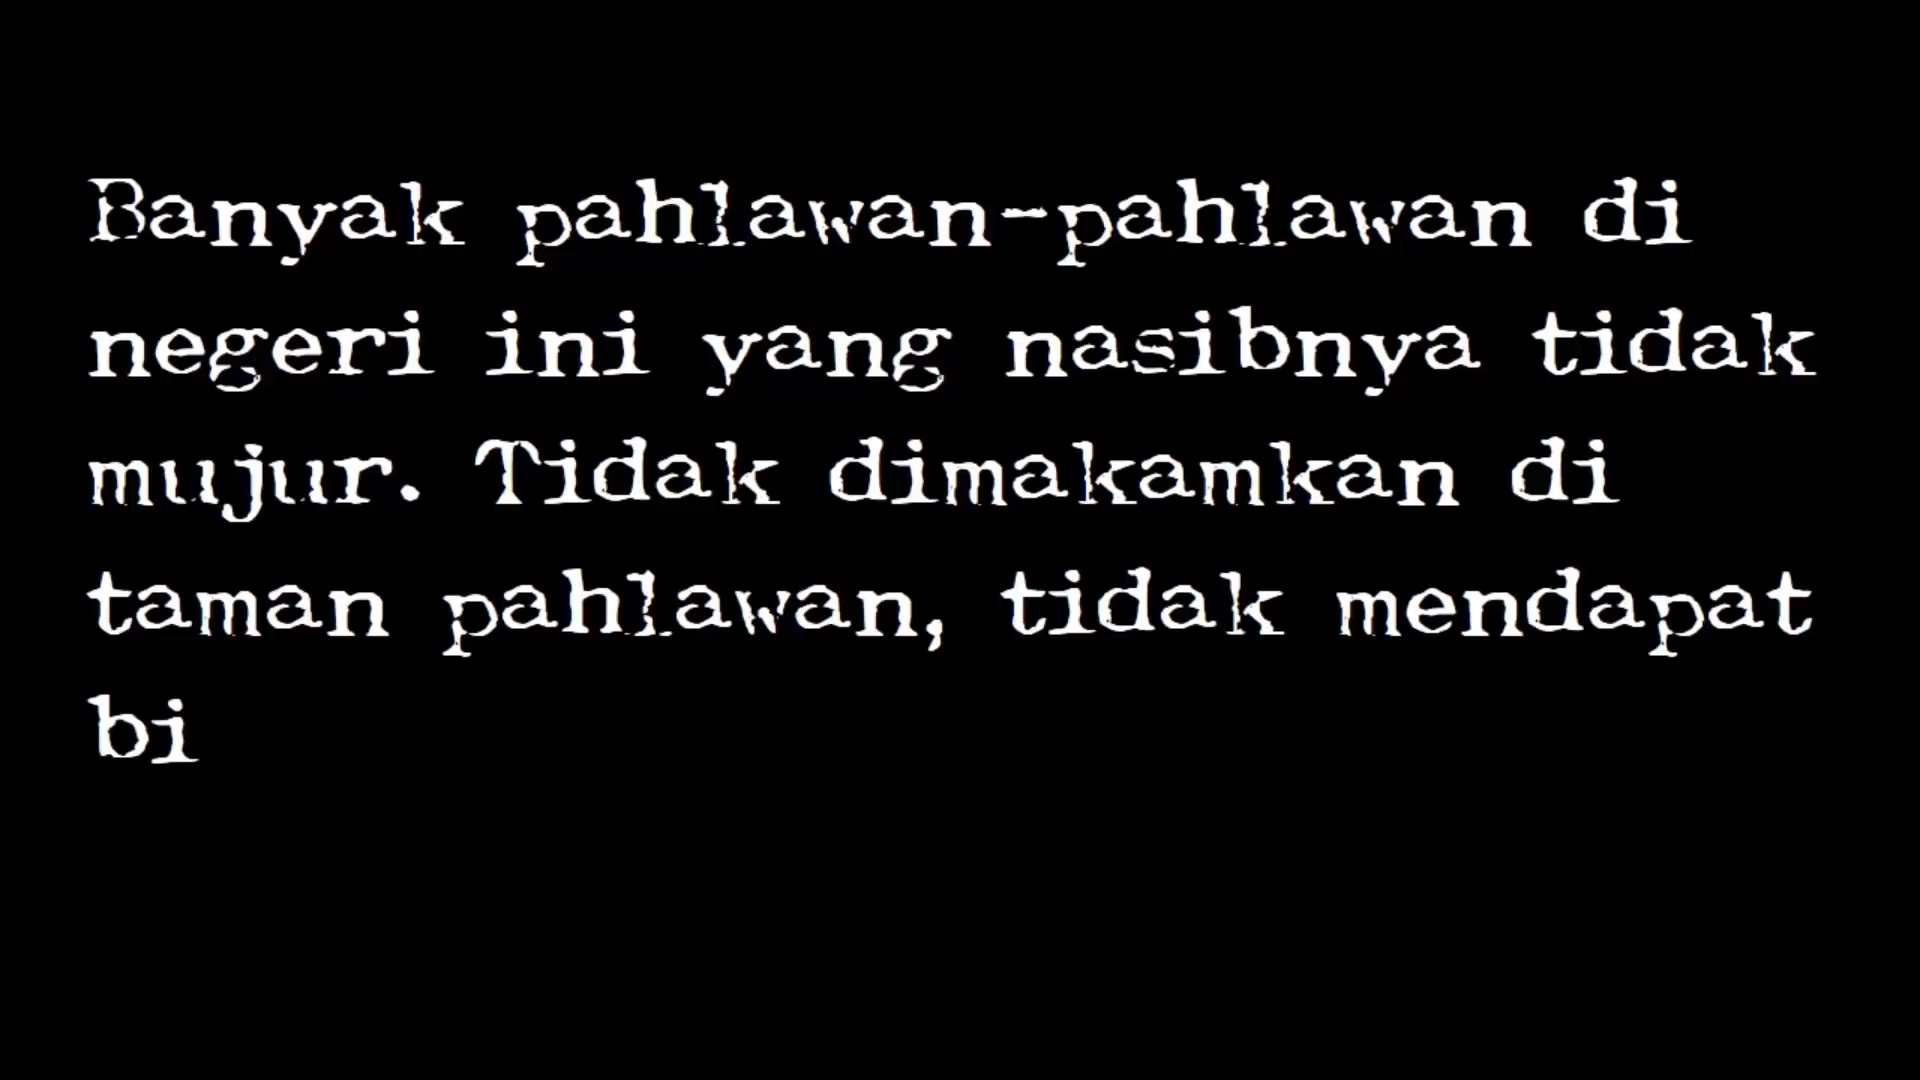 Banyak pahlawan-pahlawan di
negeri ini yang nasibnya tidak
mujur. Tidak dimakamkan di
taman pahlawan, tidak mendapat
bi